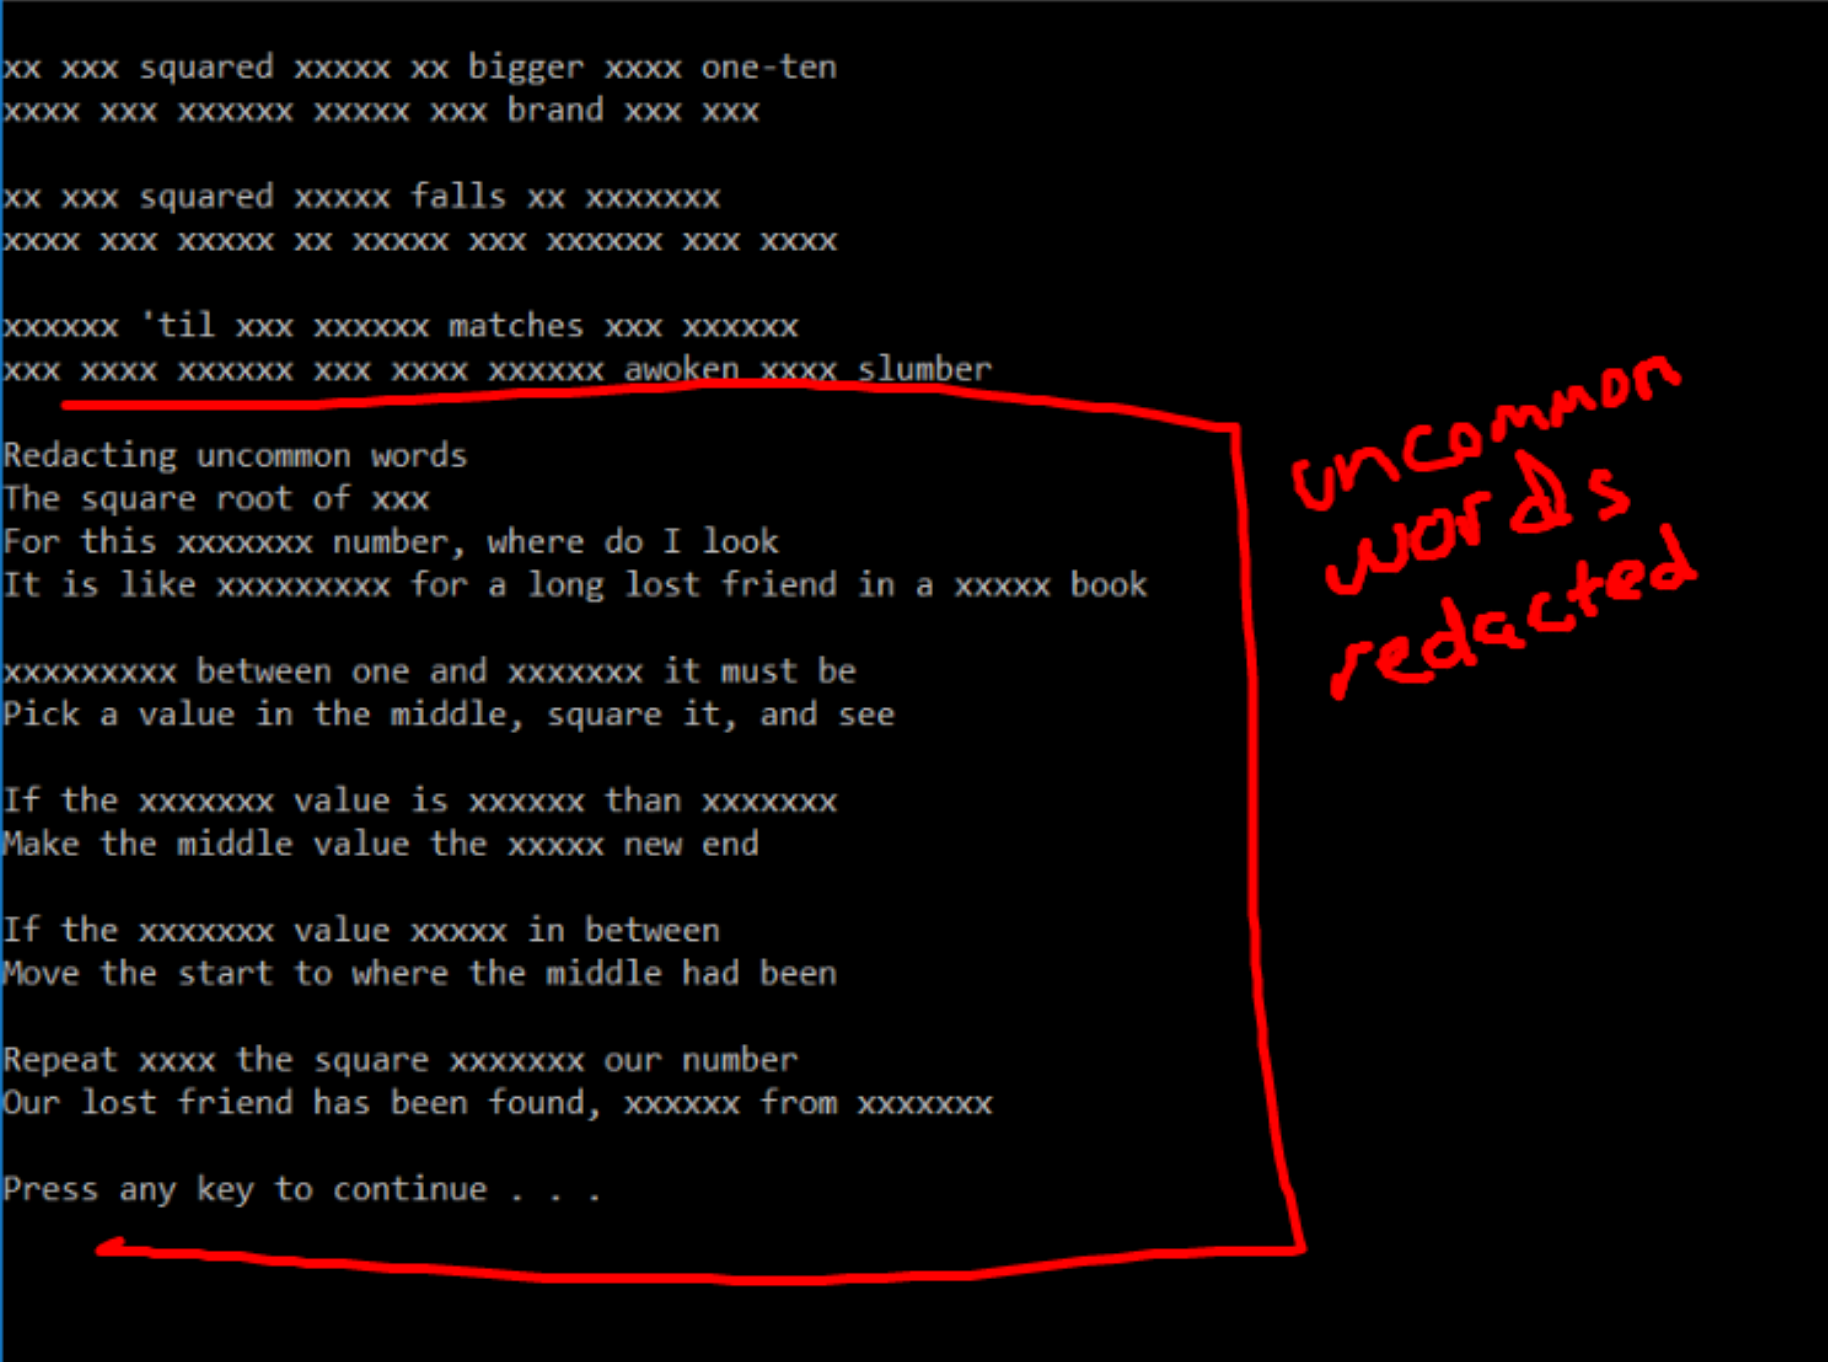 xx xxx squared xxxxx xx bigger xxxx one-ten
xxxx xxx xxxxxx xxxxx xxx brand xxx xxx
xx xxx squared xxxxx falls xx xxxxxxx
xxxx xxx xxxxx xx xxxxx xxx xxxxxx xxx xxxx
xxxxxx 'til xxx xxxxxx matches xxx xxxxxx
xxx xxxx xxxxxx xxx xxxx xxxxxx awoken xxxx slumber
Redacting uncommon words
The square root of xxx
For this xxxxxxx number, where do I look
It is like xxxxxxxxx for a long lost friend in a xxxxx book
xxxxxxxxx between one and xxxxxxx it must be
Pick a value in the middle, square it, and see
If the xxxxxxx value is xxxxxx than xxxxxxx
Make the middle value the xxxxx new end
If the xxxxxxx value xxxxx in between
Move the start to where the middle had been
Repeat xxxx the square xxxxxxx our number
Our lost friend has been found, xxxxxx from xxxxxxx
Press any key to continue . . .
uncommon
words
redacted